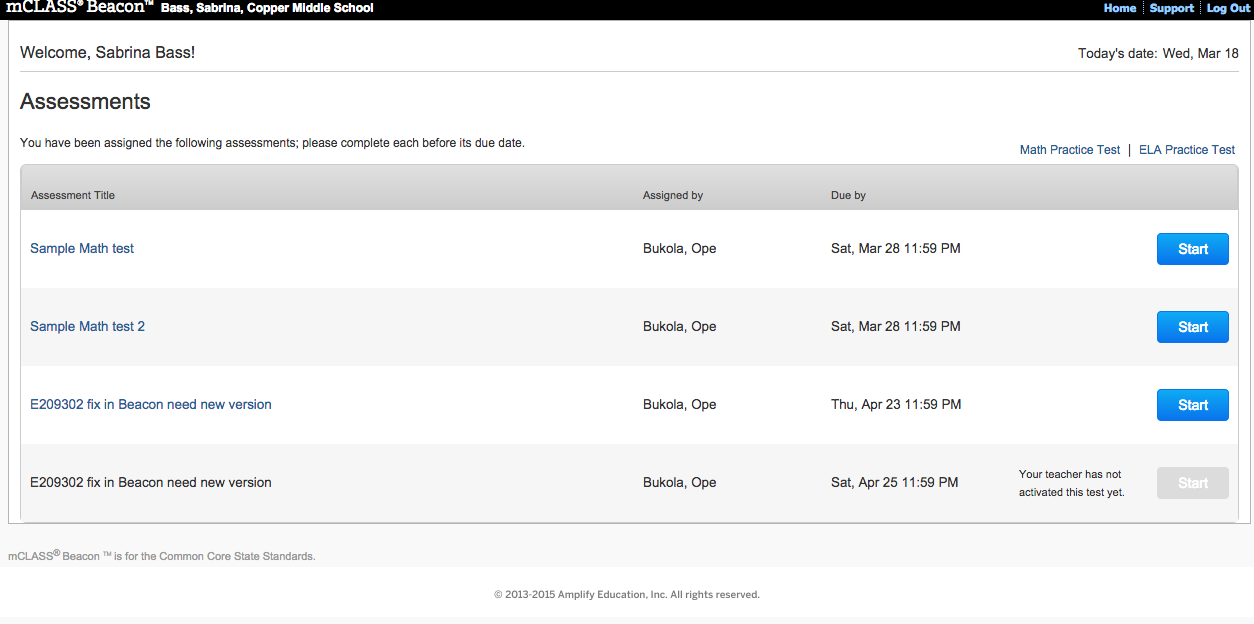 mCLASS® Beacon™ Bass, Sabrina, Copper Middle School Home Support Log Out
Welcome, Sabrina Bass! Today's date: Wed, Mar 18
Assessments
You have been assigned the following assessments; please complete each before its due date.
Math Practice Test | ELA Practice Test
Assessment Title Assigned by Due by
Sample Math test Bukola, Ope Sat, Mar 28 11:59 PM Start
Sample Math test 2 Bukola, Ope Sat, Mar 28 11:59 PM Start
E209302 fix in Beacon need new version Bukola, Ope Thu, Apr 23 11:59 PM Start
E209302 fix in Beacon need new version Bukola, Ope Sat, Apr 25 11:59 PM Your teacher has not
activated this test yet. Start
mCLASS® Beacon ™ is for the Common Core State Standards.
© 2013-2015 Amplify Education, Inc. All rights reserved.